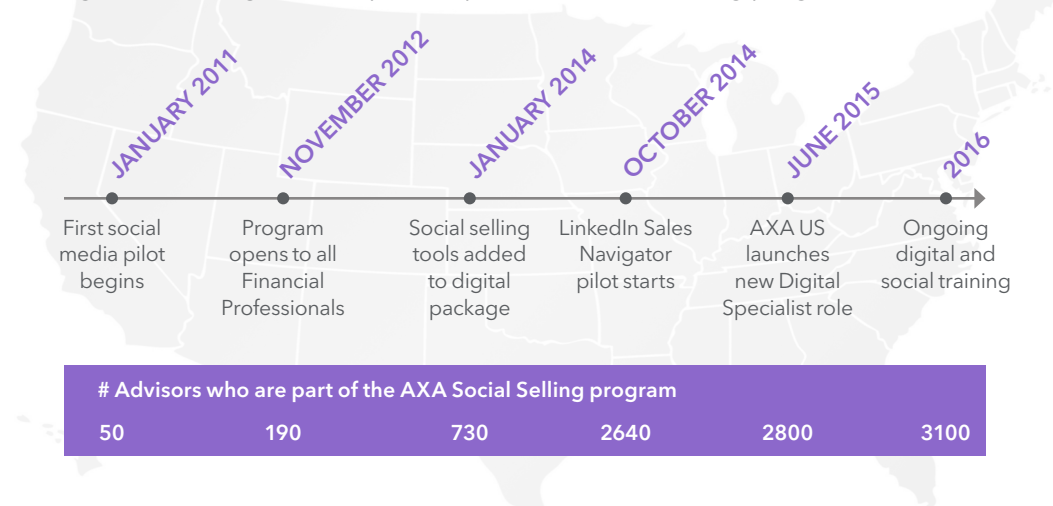 JANUARY 2011
NOVEMBER 2012
JANUARY 2014
OCTOBER 2014
JUNE 2015
2016
First social
media pilot
begins
Program
opens to all
Financial
Professionals
Social selling
tools added
to digital
package
LinkedIn Sales
Navigator
pilot starts
AXA US
launches
new Digital
Specialist role
Ongoing
digital and
social training
# Advisors who are part of the AXA Social Selling program
50 190 730 2640 2800 3100